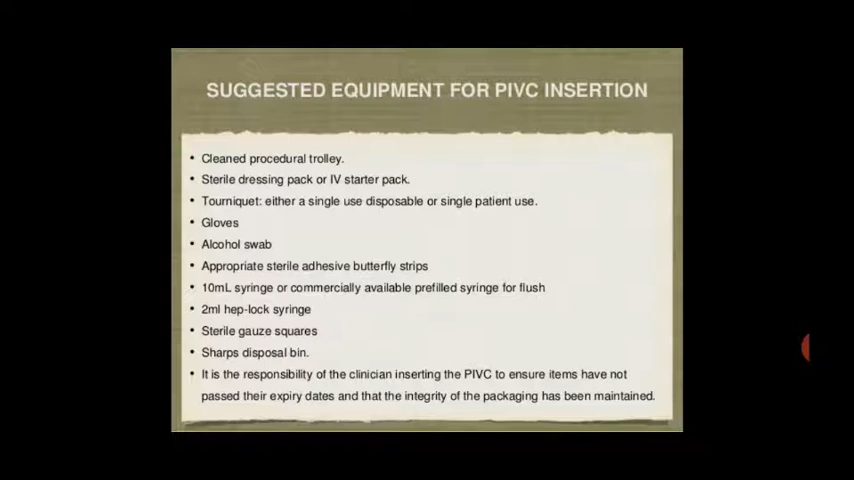 SUGGESTED EQUIPMENT FOR PIVC INSERTION
• Cleaned procedural trolley.
• Sterile dressing pack or IV starter pack.
• Tourniquet: either a single use disposable or single patient use.
• Gloves
• Alcohol swab
• Appropriate sterile adhesive butterfly strips
• 10mL syringe or commercially available prefilled syringe for flush
• 2ml hep-lock syringe
• Sterile gauze squares
• Sharps disposal bin.
• It is the responsibility of the clinician inserting the PIVC to ensure items have not
passed their expiry dates and that the integrity of the packaging has been maintained.